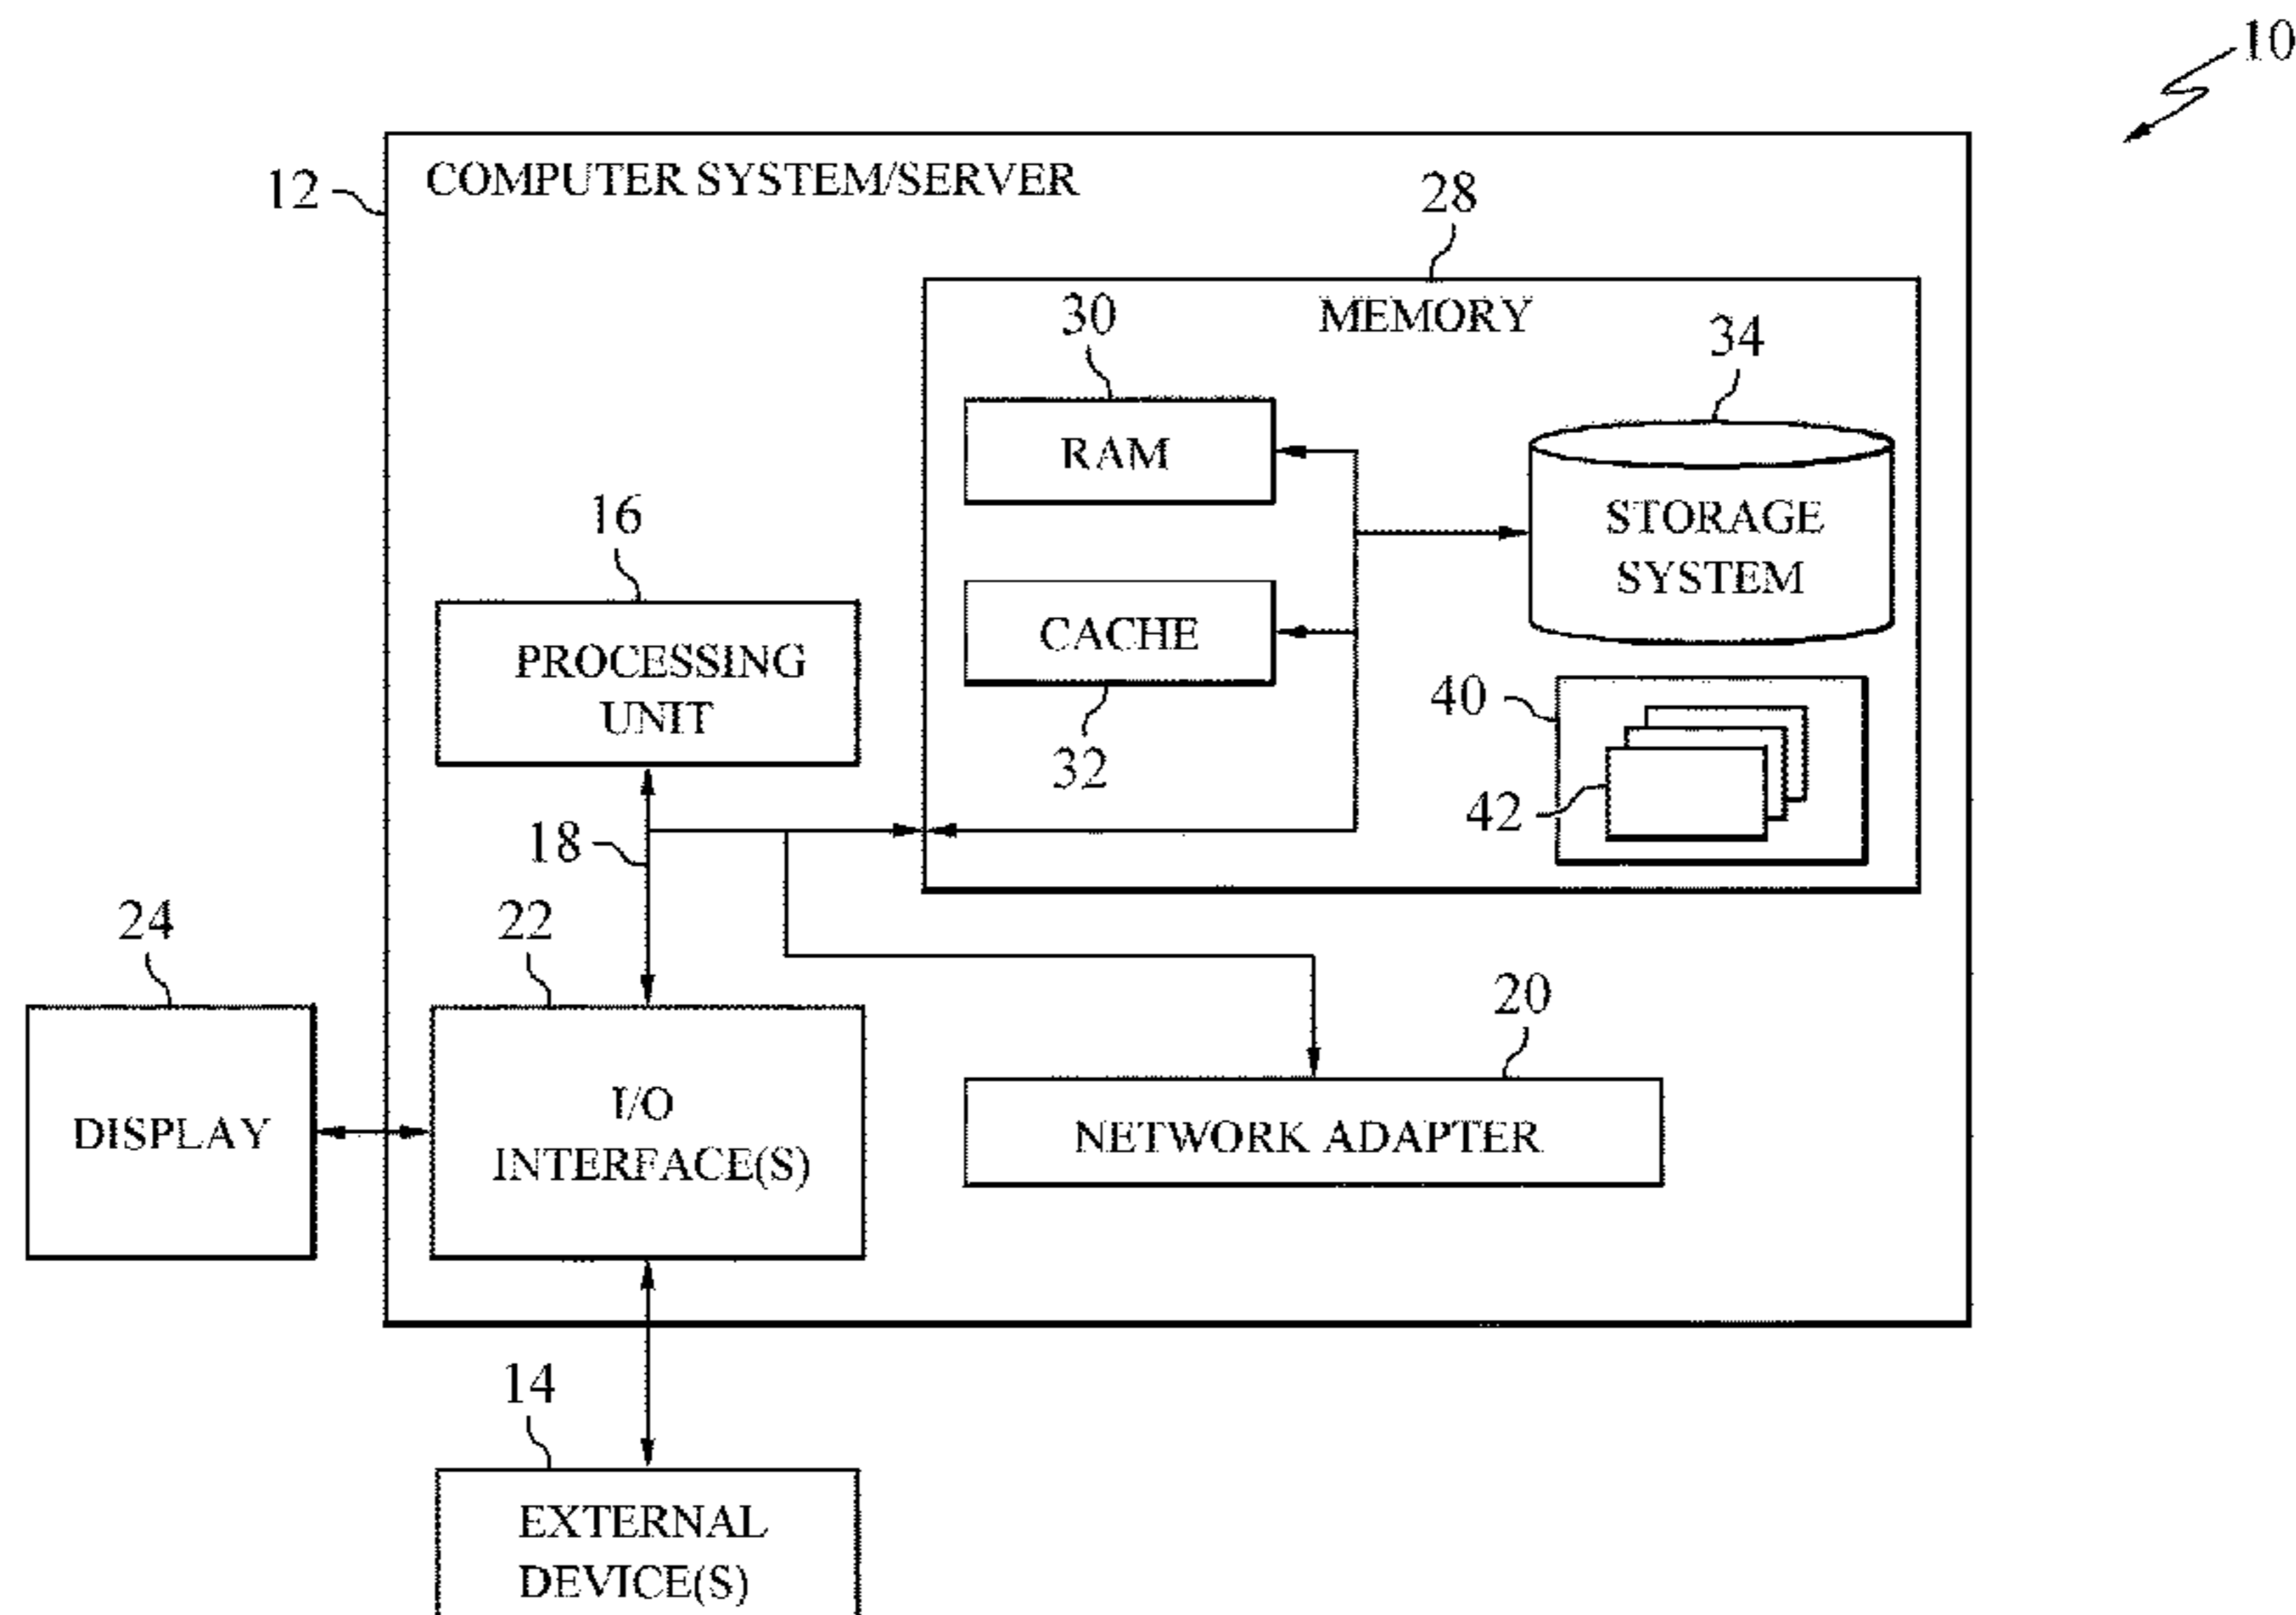 10
12
COMPUTER SYSTEM/SERVER
28
MEMORY
30
RAM
34
STORAGE
SYSTEM
16
PROCESSING
UNIT
CACHE
32
40
42
18
24
DISPLAY
22
I/O
INTERFACE(S)
20
NETWORK ADAPTER
14
EXTERNAL
DEVICE(S)